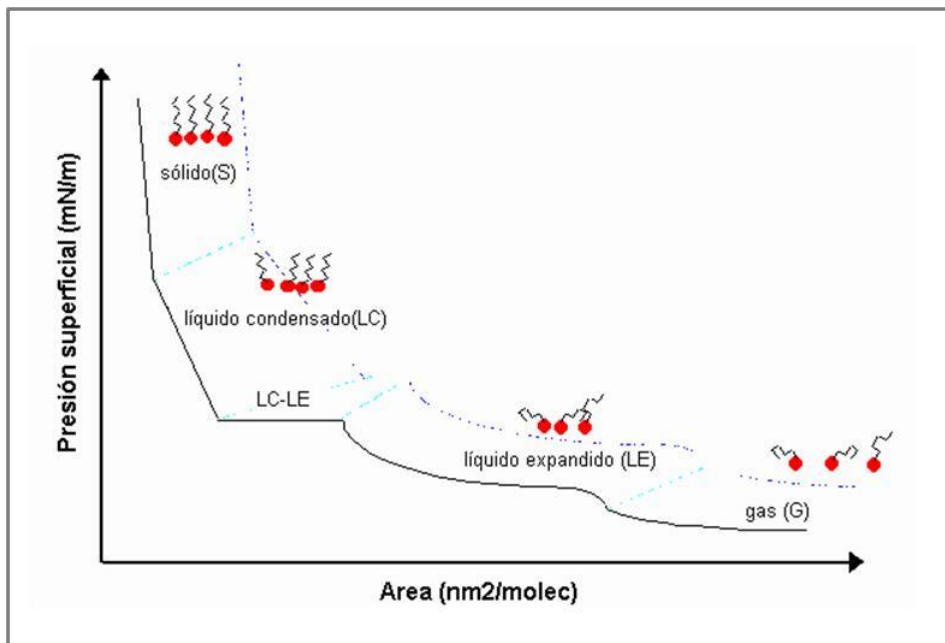 Presión superficial (mN/m)
sólido(S)
líquido condensado(LC)
LC-LE
líquido expandido (LE)
gas (G)
Area (nm2/molec)